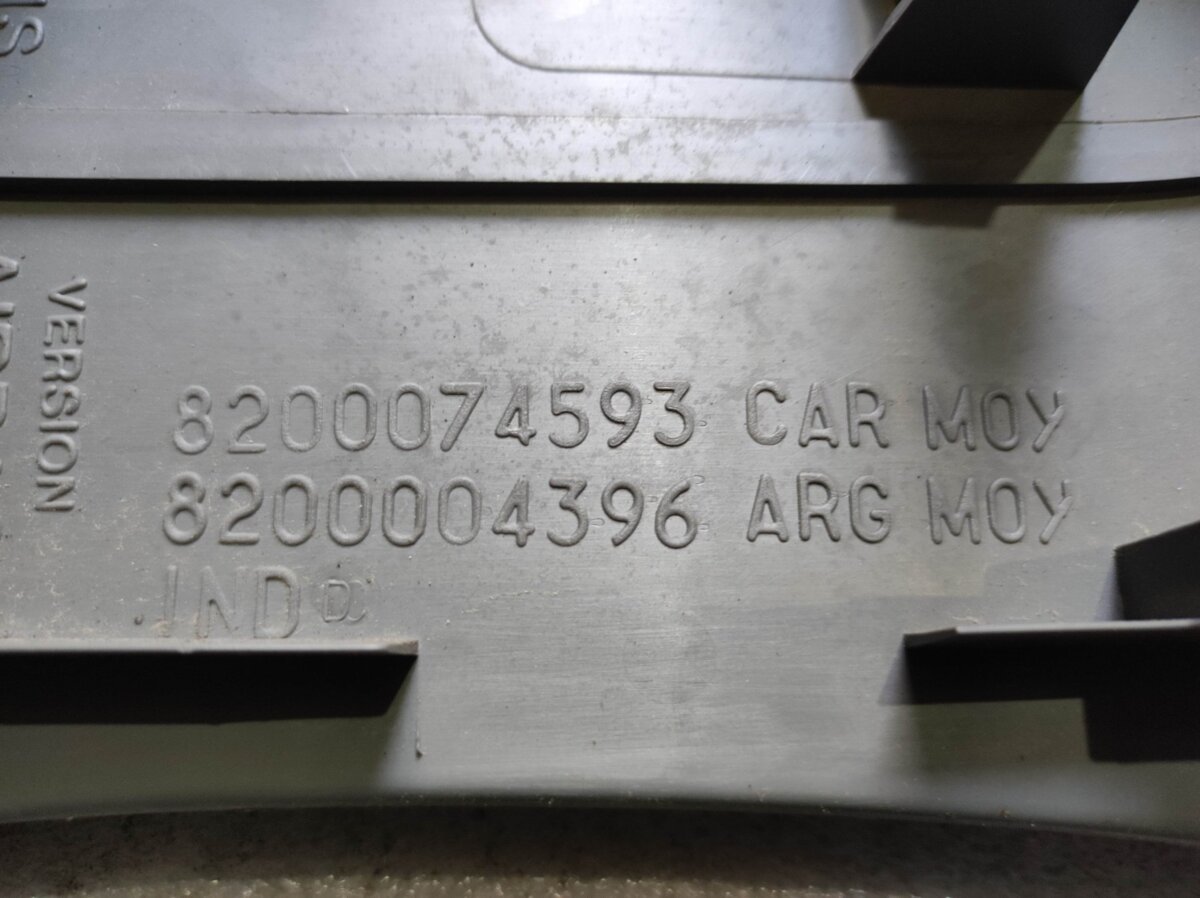 8200074593 CAR MOY
8200004396 ARG MOY
IND D
VERSION